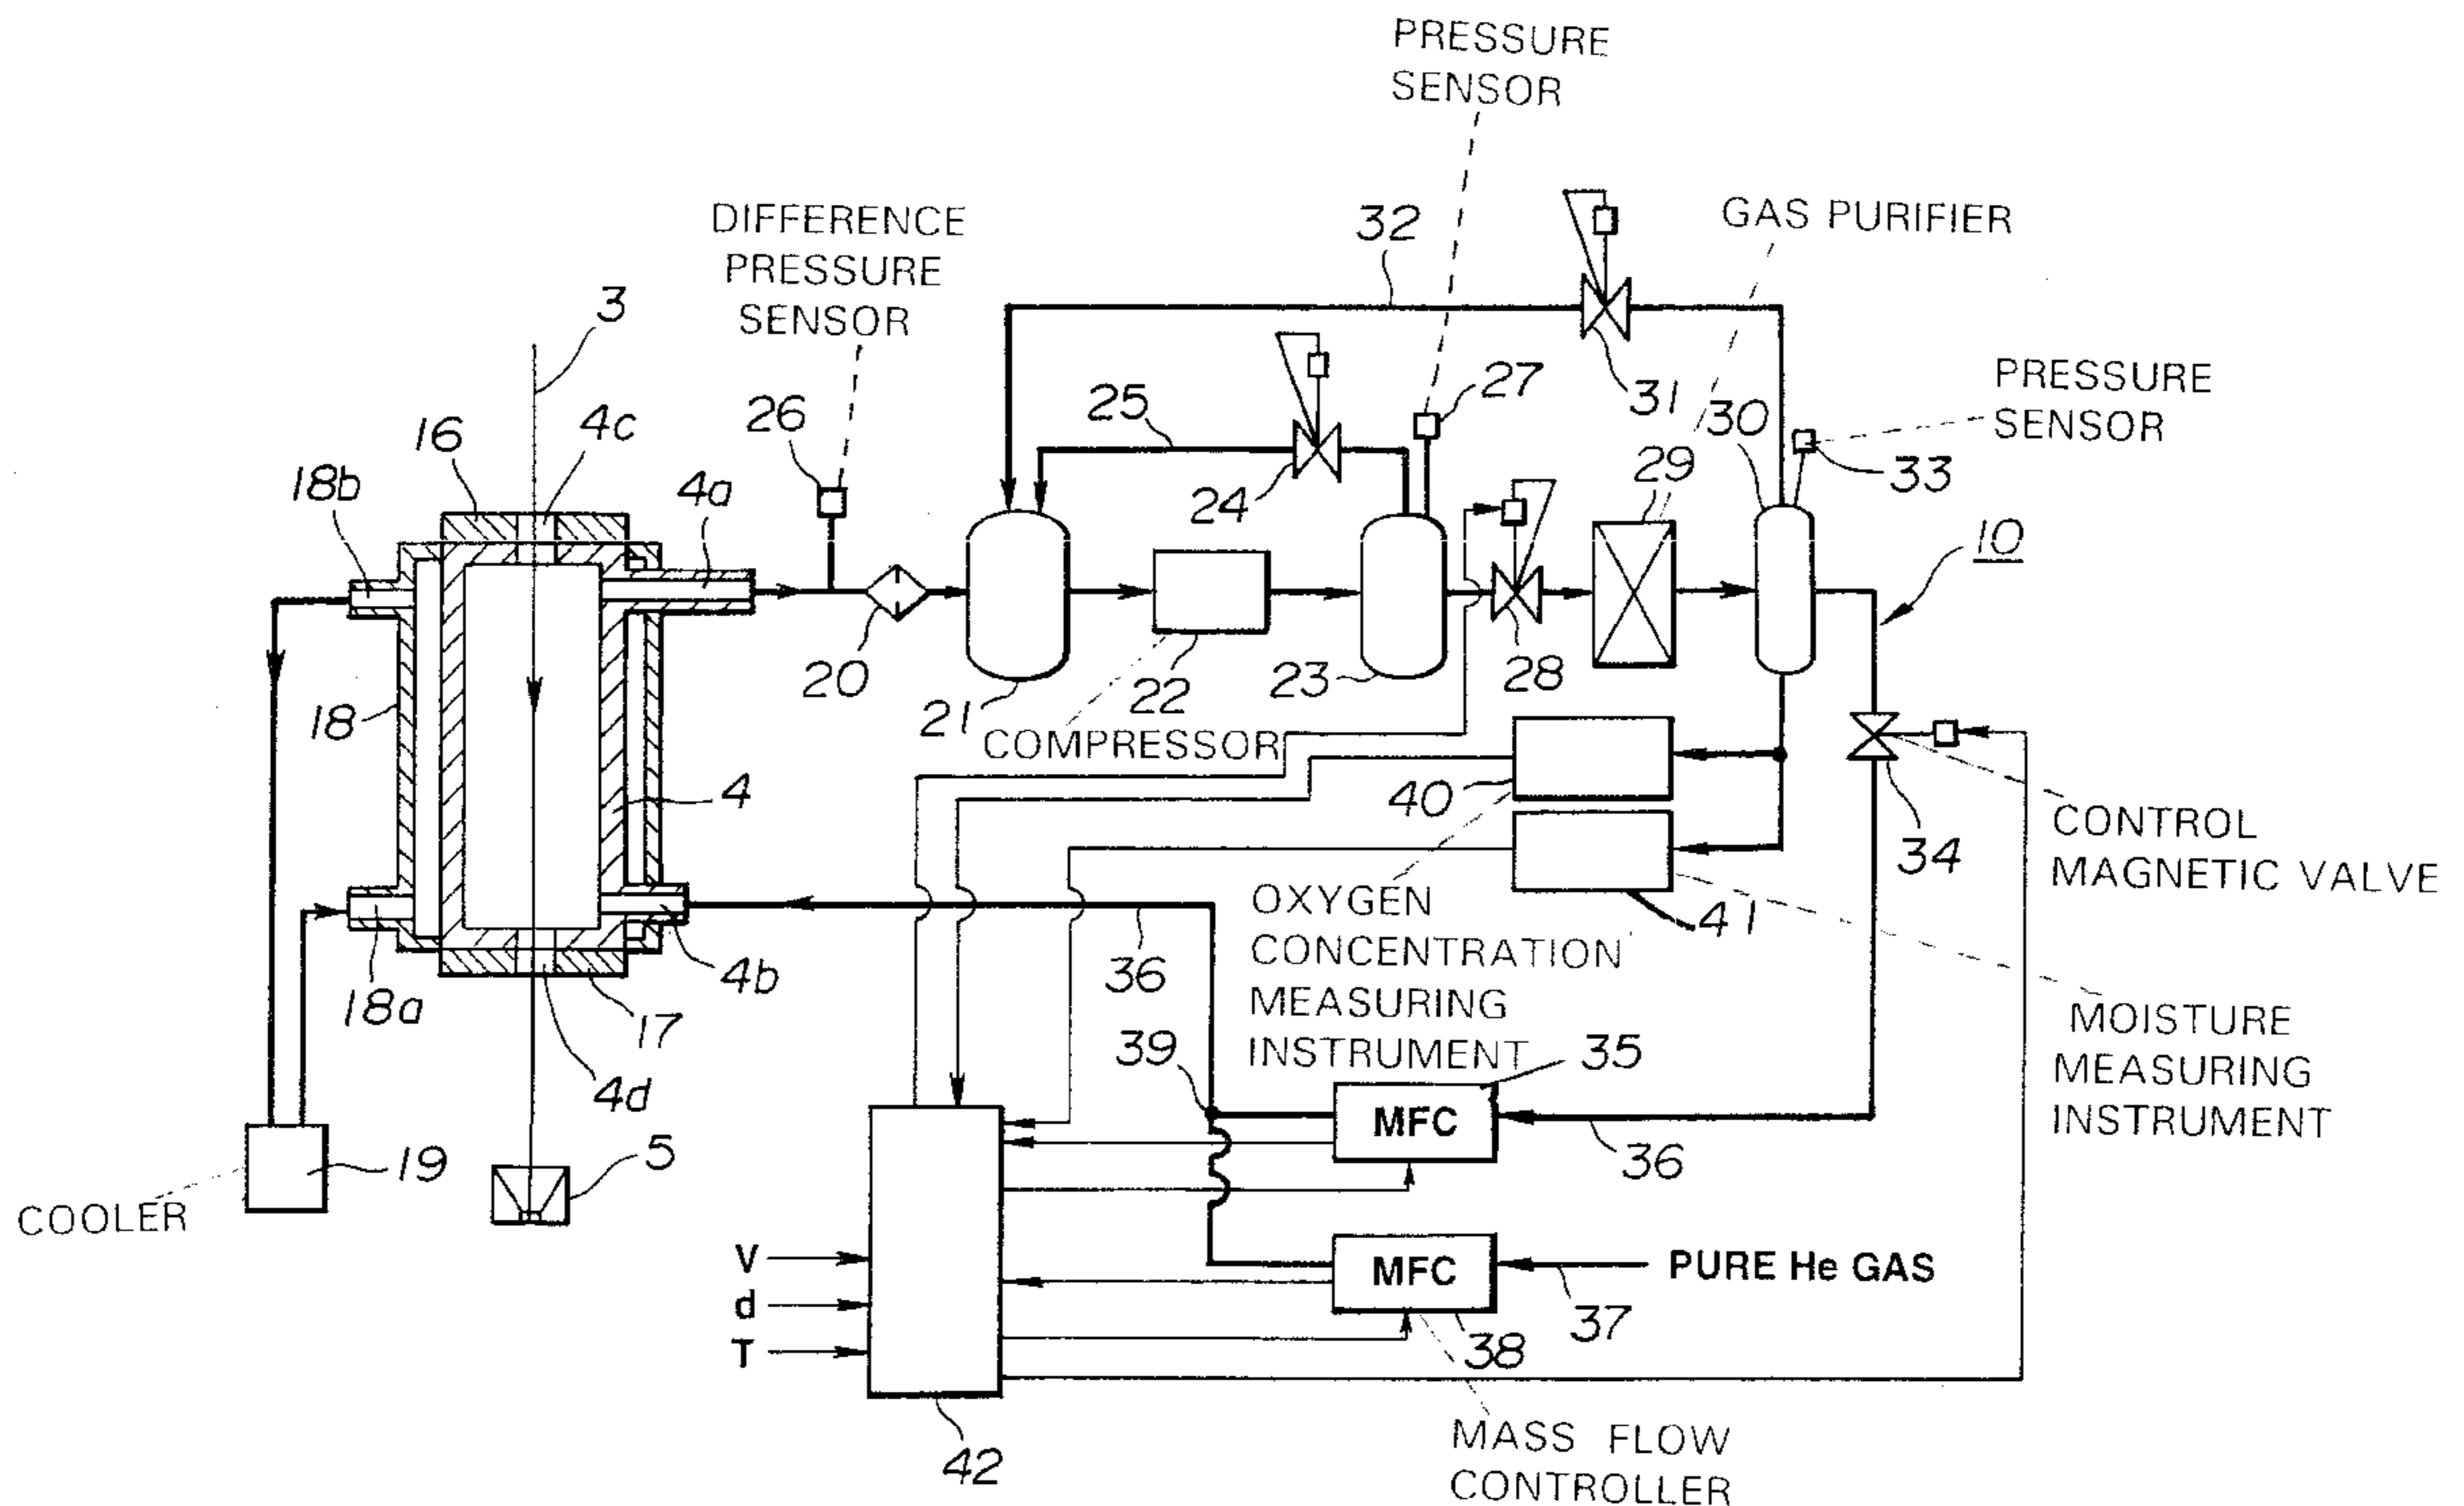 PRESSURE
SENSOR
DIFFERENCE
PRESSURE
SENSOR
32
GAS PURIFIER
3
26
25
24
27
31
30
PRESSURE
SENSOR
33
16
4c
18b
4a
29
10
20
21
22
23
28
COMPRESSOR
18
4
40
CONTROL
MAGNETIC VALVE
34
OXYGEN
CONCENTRATION
MEASURING
INSTRUMENT
41
36
4b
18a
17
4d
39
35
MOISTURE
MEASURING
INSTRUMENT
MFC
36
19
5
COOLER
V
d
T
MFC
PURE He GAS
37
38
42
MASS FLOW
CONTROLLER